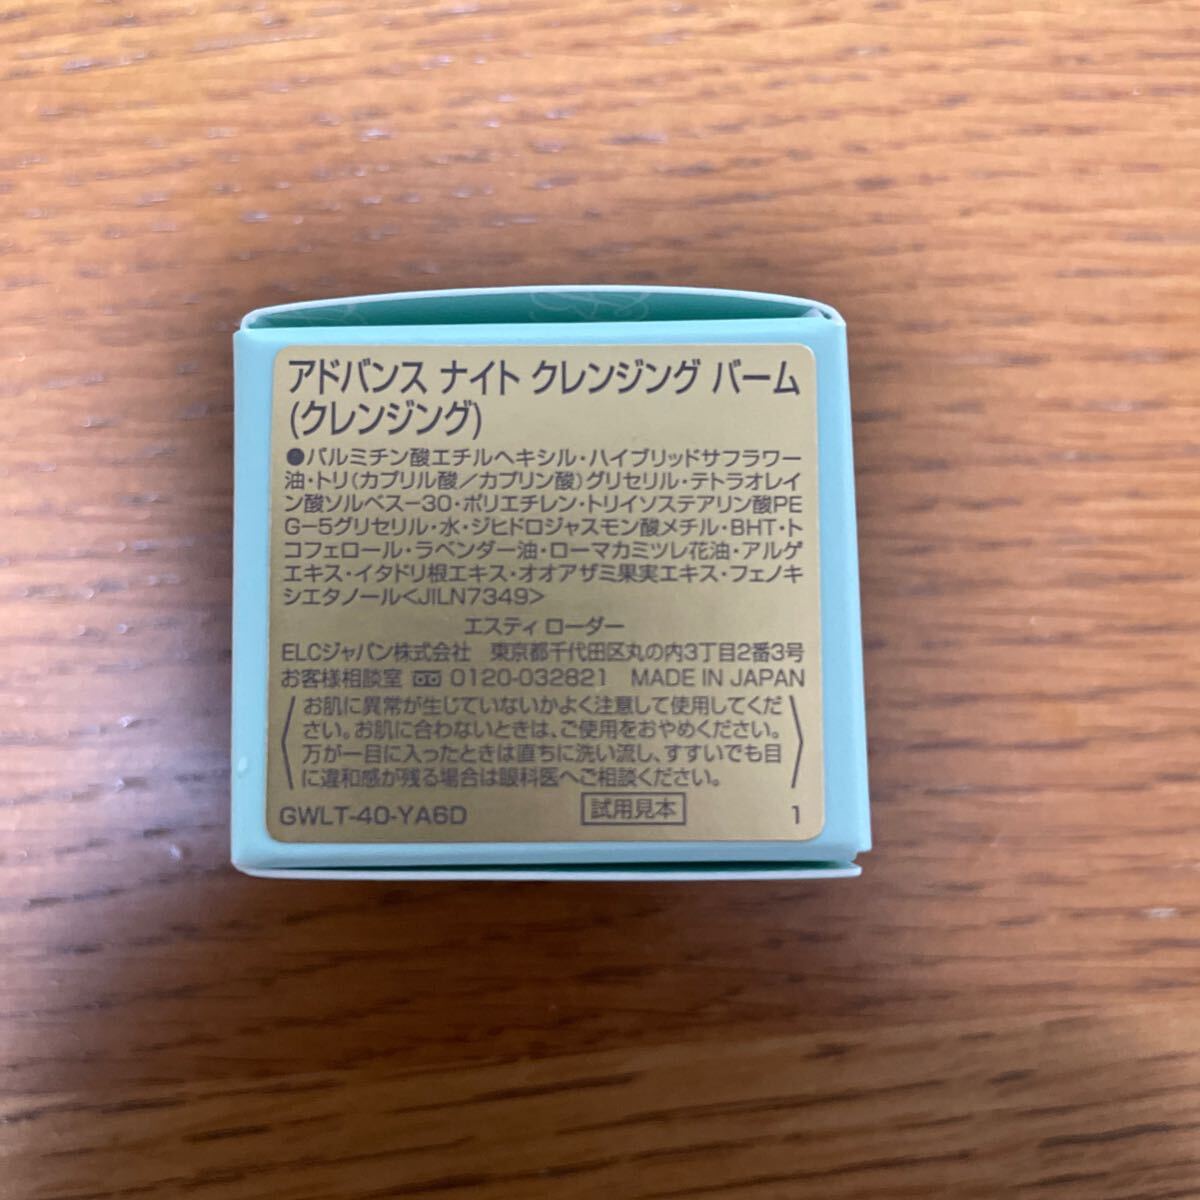 アドバンス ナイト クレンジング バーム
(クレンジング)
●パルミチン酸エチルヘキシル・ハイブリッドサフラワー
油・トリ(カプリル酸／カプリン酸)グリセリル・テトラオレイ
ン酸ソルベス－30・ポリエチレン・トリイソステアリン酸PE
G－5グリセリル・水・ジヒドロジャスモン酸メチル・BHT・ト
コフェロール・ラベンダー油・ローマカミツレ花油・アルゲ
エキス・イタドリ根エキス・オオアザミ果実エキス・フェノキ
シエタノール<JILN7349>
エスティ ローダー
ELCジャパン株式会社 東京都千代田区丸の内3丁目2番3号
お客様相談室 0120-032821 MADE IN JAPAN
お肌に異常が生じていないかよく注意して使用してくだ
さい。お肌に合わないときは、ご使用をおやめください。
万が一目に入ったときは直ちに洗い流し、すすいでも目
に違和感が残る場合は眼科医へご相談ください。
GWLT-40-YA6D 試用見本 1